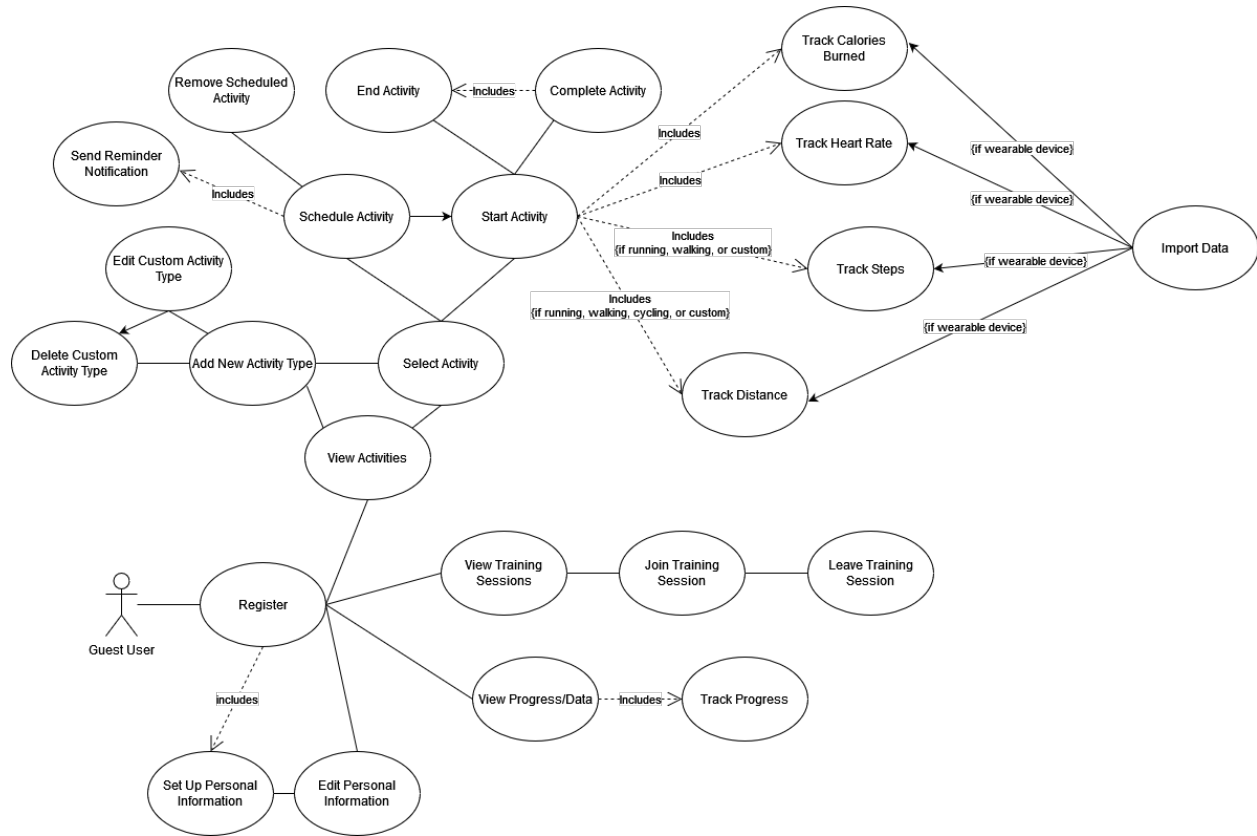 Track Calories
Burned
Remove Scheduled
Activity
End Activity
Includes
Complete Activity
Includes
Track Heart Rate
{if wearable device}
Send Reminder
Notification
Includes
Includes
{if wearable device}
Schedule Activity
Start Activity
Includes
{if running, walking, or custom}
Import Data
Edit Custom Activity
Type
Track Steps
{if wearable device}
Includes
{if running, walking, cycling, or custom}
{if wearable device}
Delete Custom
Activity Type
Add New Activity Type
Select Activity
Track Distance
View Activities
View Training
Sessions
Join Training
Session
Leave Training
Session
Register
Guest User
includes
View Progress/Data
Includes
Track Progress
Set Up Personal
Information
Edit Personal
Information